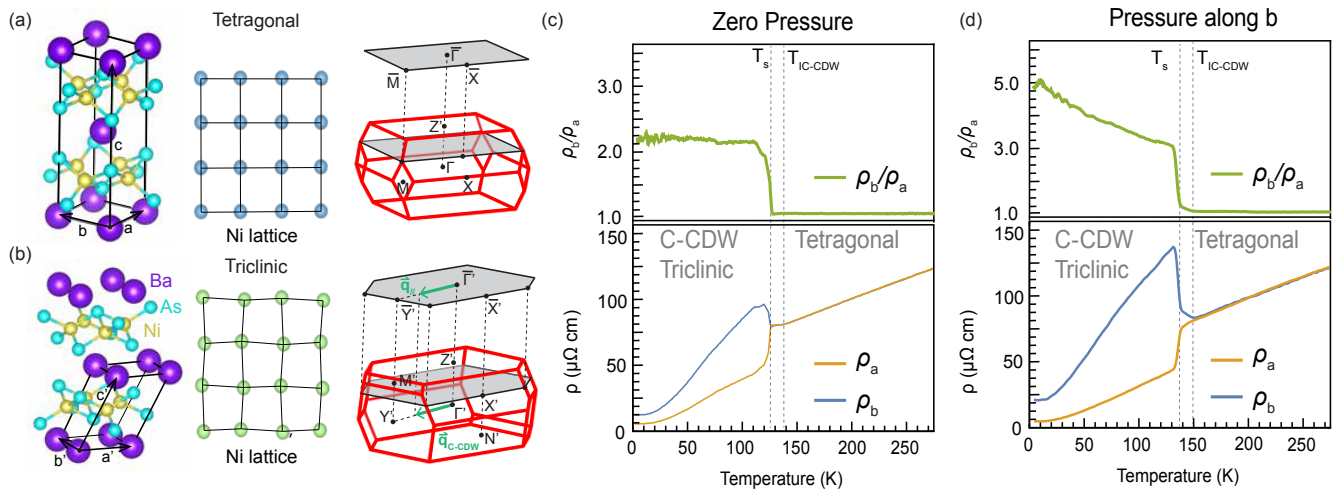 (a)
Tetragonal
c
b
a
Ni lattice
Γ̄
M̄
X̄
Z'
Γ
M
X
(b)
Triclinic
Ba
As
Ni
c'
b'
a'
Ni lattice
q⃗//
Γ̄'
Ȳ'
X̄'
Z'
M'
X'
Y'
Γ'
q⃗C-CDW
N'
(c)
Zero Pressure
Ts
TIC-CDW
3.0
2.0
1.0
ρb/ρa
ρb/ρa
C-CDW
Triclinic
Tetragonal
150
100
50
0
ρ (μΩ cm)
ρa
ρb
0 50 100 150 200 250
Temperature (K)
(d)
Pressure along b
Ts
TIC-CDW
5.0
3.0
1.0
ρb/ρa
ρb/ρa
C-CDW
Triclinic
Tetragonal
150
100
50
0
ρ (μΩ cm)
ρa
ρb
0 50 100 150 200 250
Temperature (K)